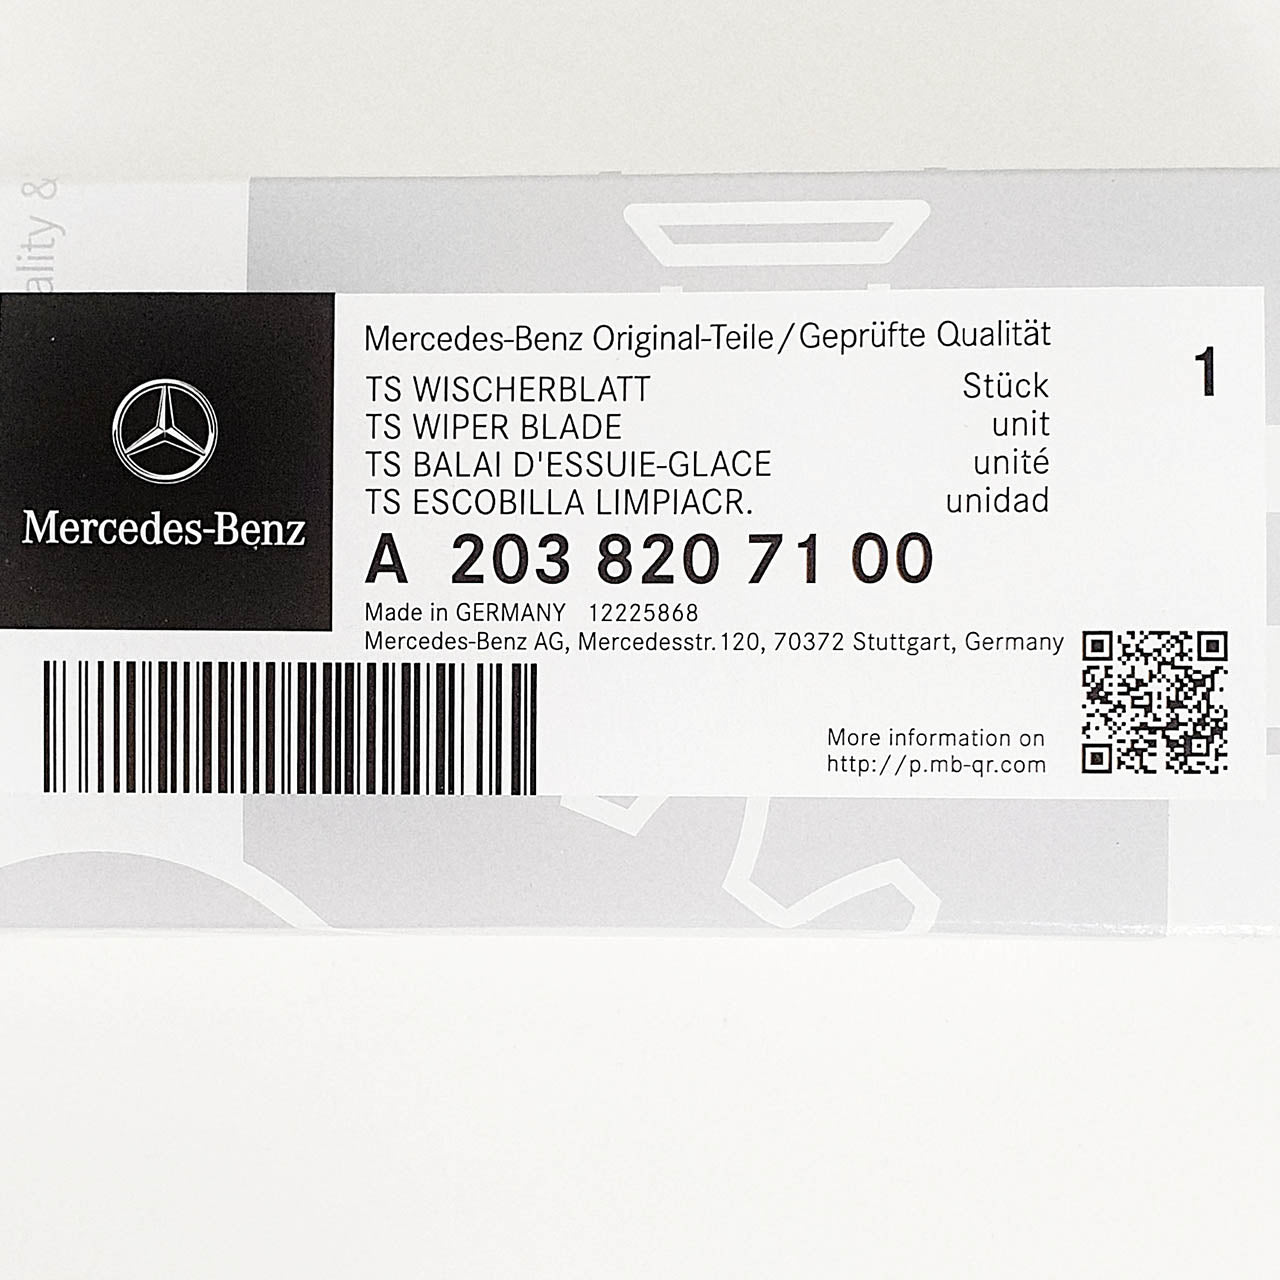 ality &
Mercedes-Benz
Mercedes-Benz Original-Teile/Geprüfte Qualität
1
TS WISCHERBLATT Stück
TS WIPER BLADE unit
TS BALAI D'ESSUIE-GLACE unité
TS ESCOBILLA LIMPIACR. unidad
A 203 820 71 00
Made in GERMANY 12225868
Mercedes-Benz AG, Mercedesstr.120, 70372 Stuttgart, Germany
More information on
http://p.mb-qr.com